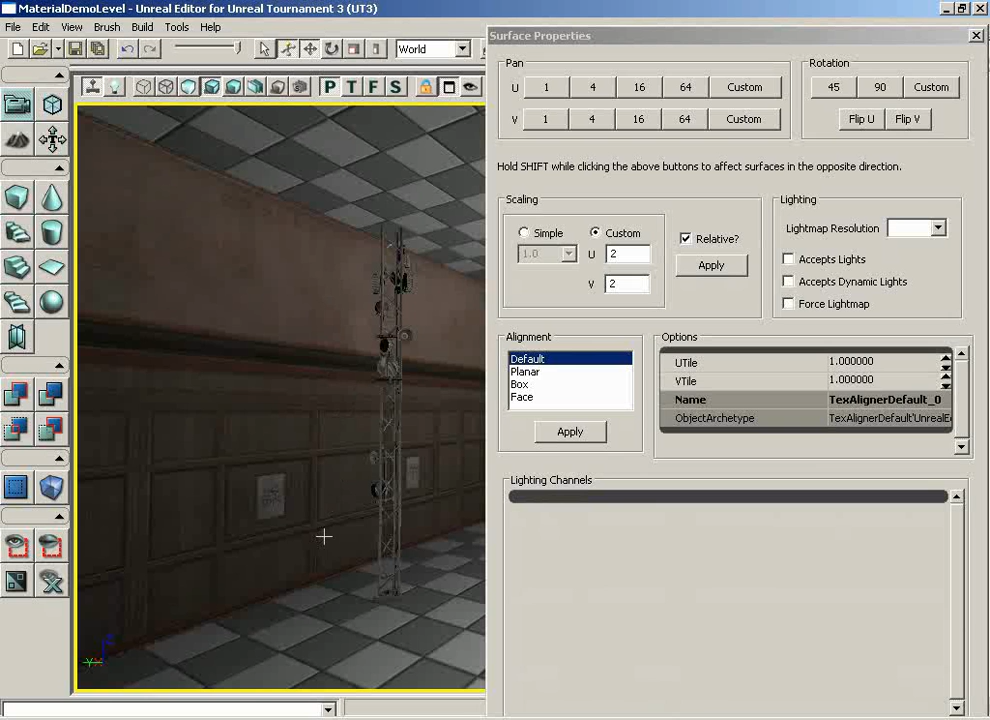 MaterialDemoLevel - Unreal Editor for Unreal Tournament 3 (UT3)
File Edit View Brush Build Tools Help
World
P T F S
Surface Properties
Pan
U 1 4 16 64 Custom
V 1 4 16 64 Custom
Rotation
45 90 Custom
Flip U Flip V
Hold SHIFT while clicking the above buttons to affect surfaces in the opposite direction.
Scaling
Simple Custom
1.0 U 2
V 2
Relative?
Apply
Lighting
Lightmap Resolution
Accepts Lights
Accepts Dynamic Lights
Force Lightmap
Alignment
Default
Planar
Box
Face
Apply
Options
UTile 1.000000
VTile 1.000000
Name TexAlignerDefault_0
ObjectArchetype TexAlignerDefault'UnrealE
Lighting Channels